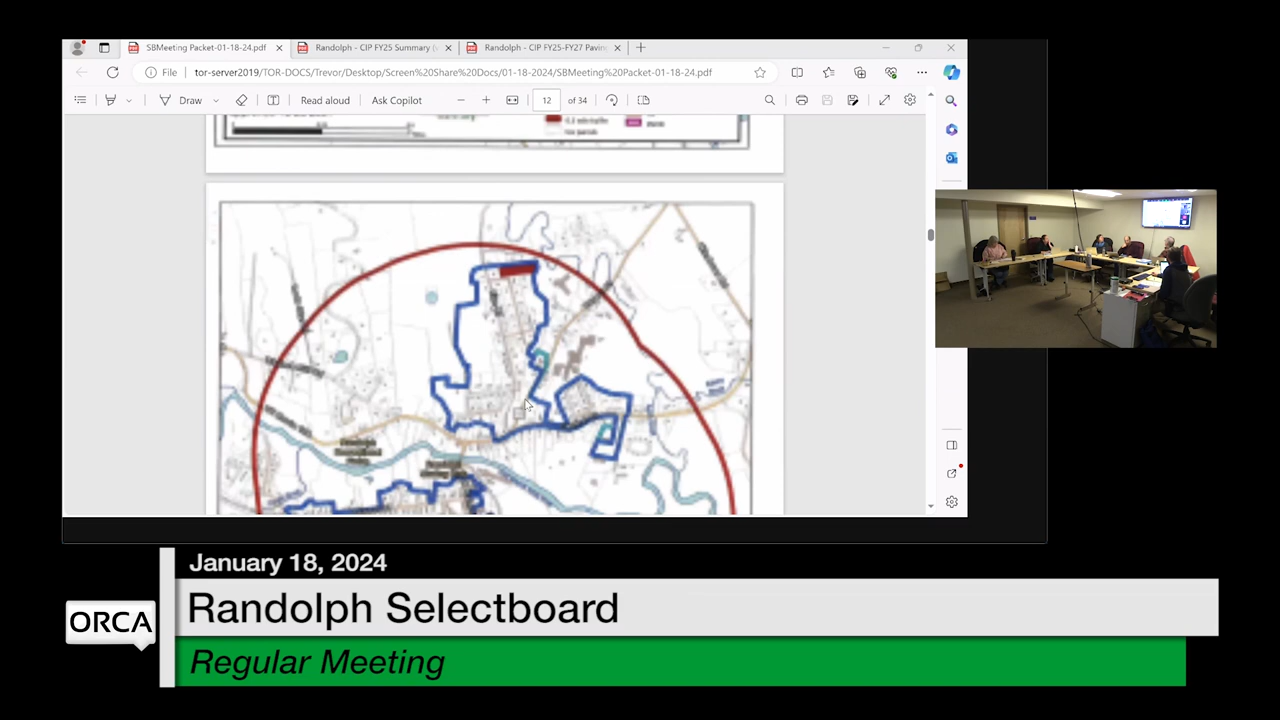 SBMeeting Packet-01-18-24.pdf
Randolph - CIP FY25 Summary (
Randolph - CIP FY25-FY27 Pavin
File
tor-server2019/TOR-DOCS/Trevor/Desktop/Screen%20Share%20Docs/01-18-2024/SBMeeting%20Packet-01-18-24.pdf
Draw
Read aloud
Ask Copilot
12
of 34
January 18, 2024
Randolph Selectboard
ORCA
Regular Meeting